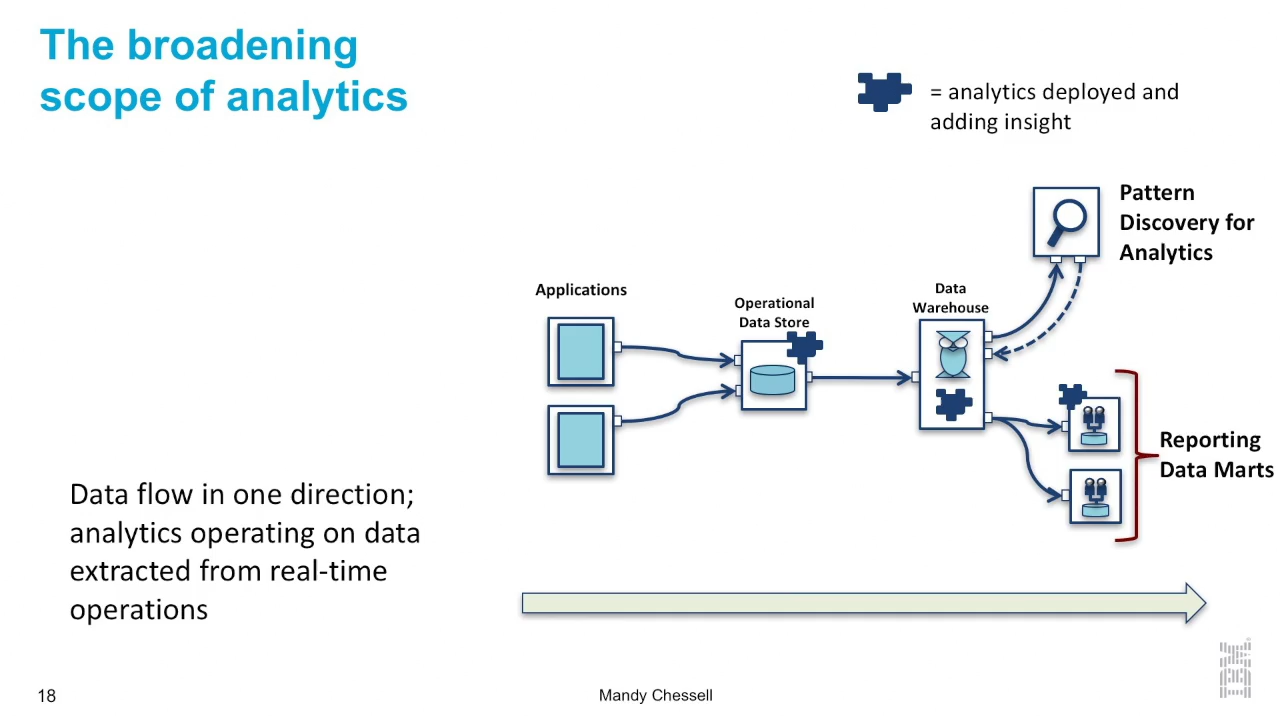 The broadening
scope of analytics
= analytics deployed and
adding insight
Pattern
Discovery for
Analytics
Applications
Operational
Data Store
Data
Warehouse
Reporting
Data Marts
Data flow in one direction;
analytics operating on data
extracted from real-time
operations
18
Mandy Chessell
IBM